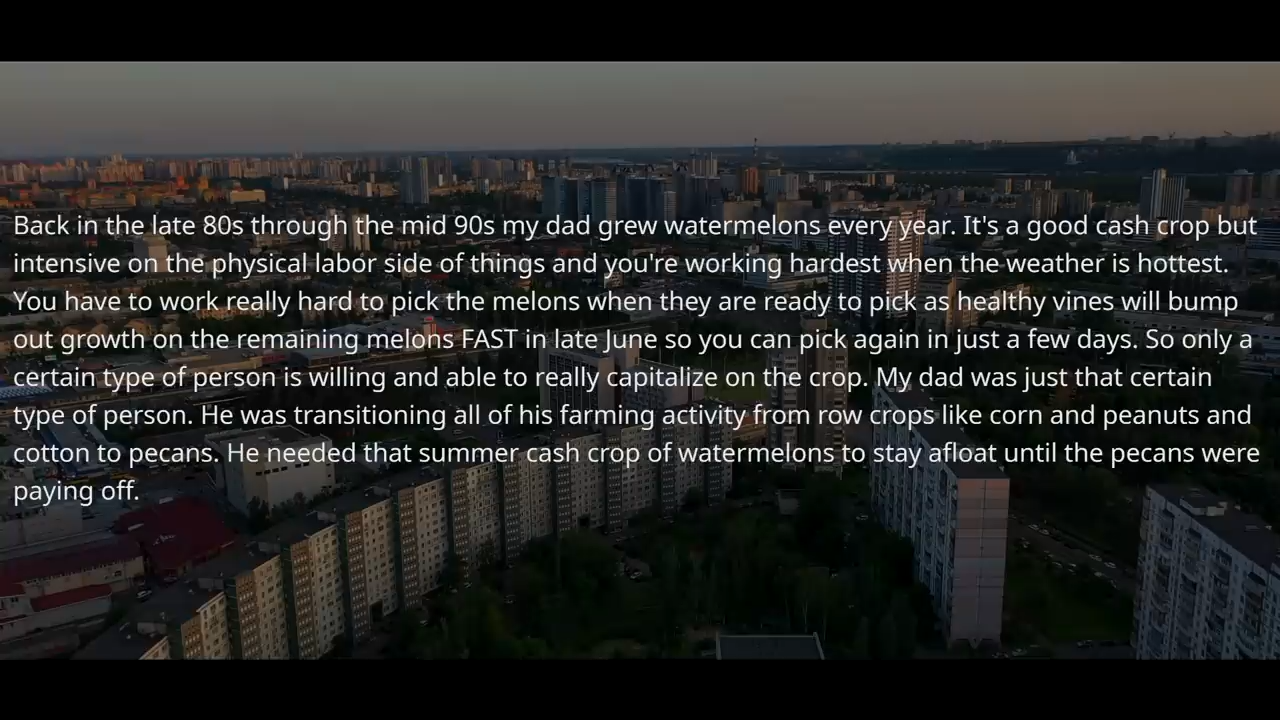 Back in the late 80s through the mid 90s my dad grew watermelons every year. It's a good cash crop but
intensive on the physical labor side of things and you're working hardest when the weather is hottest.
You have to work really hard to pick the melons when they are ready to pick as healthy vines will bump
out growth on the remaining melons FAST in late June so you can pick again in just a few days. So only a
certain type of person is willing and able to really capitalize on the crop. My dad was just that certain
type of person. He was transitioning all of his farming activity from row crops like corn and peanuts and
cotton to pecans. He needed that summer cash crop of watermelons to stay afloat until the pecans were
paying off.